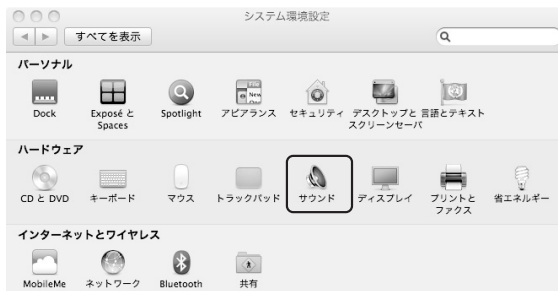 システム環境設定
すべてを表示
パーソナル
Dock
Exposé と
Spaces
Spotlight
アピアランス
セキュリティ
デスクトップと
スクリーンセーバ
言語とテキスト
ハードウェア
CD と DVD
キーボード
マウス
トラックパッド
サウンド
ディスプレイ
プリントと
ファクス
省エネルギー
インターネットとワイヤレス
MobileMe
ネットワーク
Bluetooth
共有